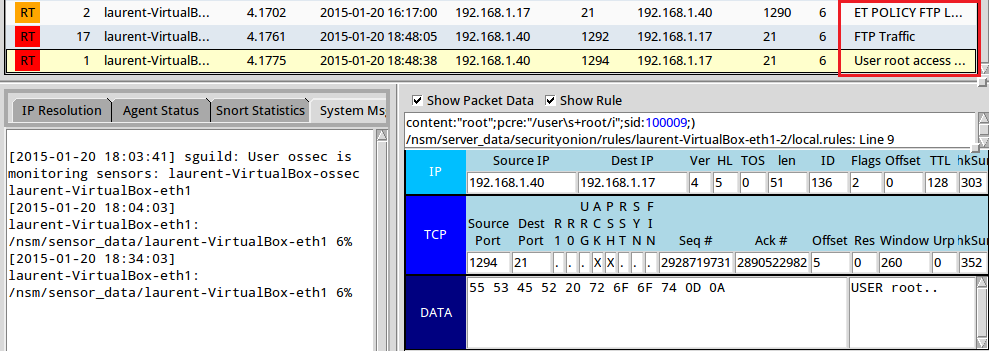 RT 2 laurent-VirtualB... 4.1702 2015-01-20 16:17:00 192.168.1.17 21 192.168.1.40 1290 6 ET POLICY FTP L...
RT 17 laurent-VirtualB... 4.1761 2015-01-20 18:48:05 192.168.1.40 1292 192.168.1.17 21 6 FTP Traffic
RT 1 laurent-VirtualB... 4.1775 2015-01-20 18:48:38 192.168.1.40 1294 192.168.1.17 21 6 User root access ...
IP Resolution Agent Status Snort Statistics System Ms
[2015-01-20 18:03:41] sguild: User ossec is
monitoring sensors: laurent-VirtualBox-ossec
laurent-VirtualBox-eth1
[2015-01-20 18:04:03]
laurent-VirtualBox-eth1:
/nsm/sensor_data/laurent-VirtualBox-eth1 6%
[2015-01-20 18:34:03]
laurent-VirtualBox-eth1:
/nsm/sensor_data/laurent-VirtualBox-eth1 6%
Show Packet Data Show Rule
content:"root";pcre:"/user\s+root/i";sid:100009;)
/nsm/server_data/securityonion/rules/laurent-VirtualBox-eth1-2/local.rules: Line 9
IP Source IP Dest IP Ver HL TOS len ID Flags Offset TTL hkSum
192.168.1.40 192.168.1.17 4 5 0 51 136 2 0 128 303
U A P R S F
R R R C S S Y I
1 0 G K H T N N
TCP Source Port Dest Port Seq # Ack # Offset Res Window Urp hkSum
1294 21 . . . X X . . . 2928719731 2890522982 5 0 260 0 352
DATA 55 53 45 52 20 72 6F 6F 74 0D 0A USER root..